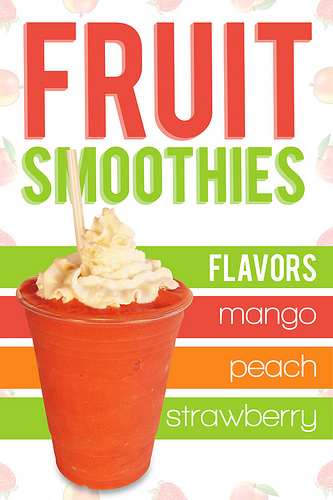 FRUIT
SMOOTHIES
FLAVORS
mango
peach
strawberry